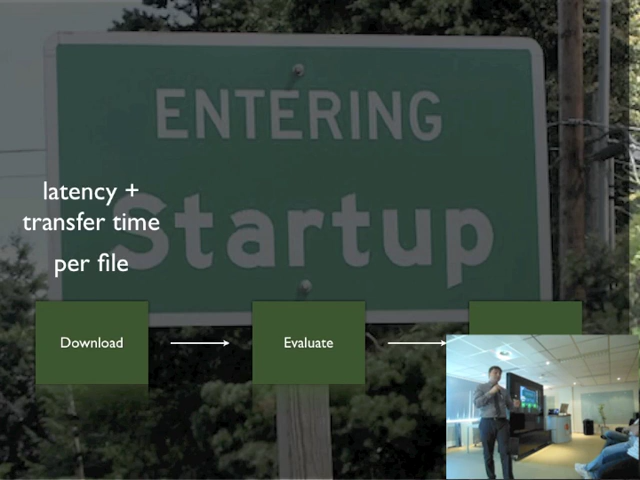 ENTERING
Startup
latency +
transfer time
per file
Download
Evaluate